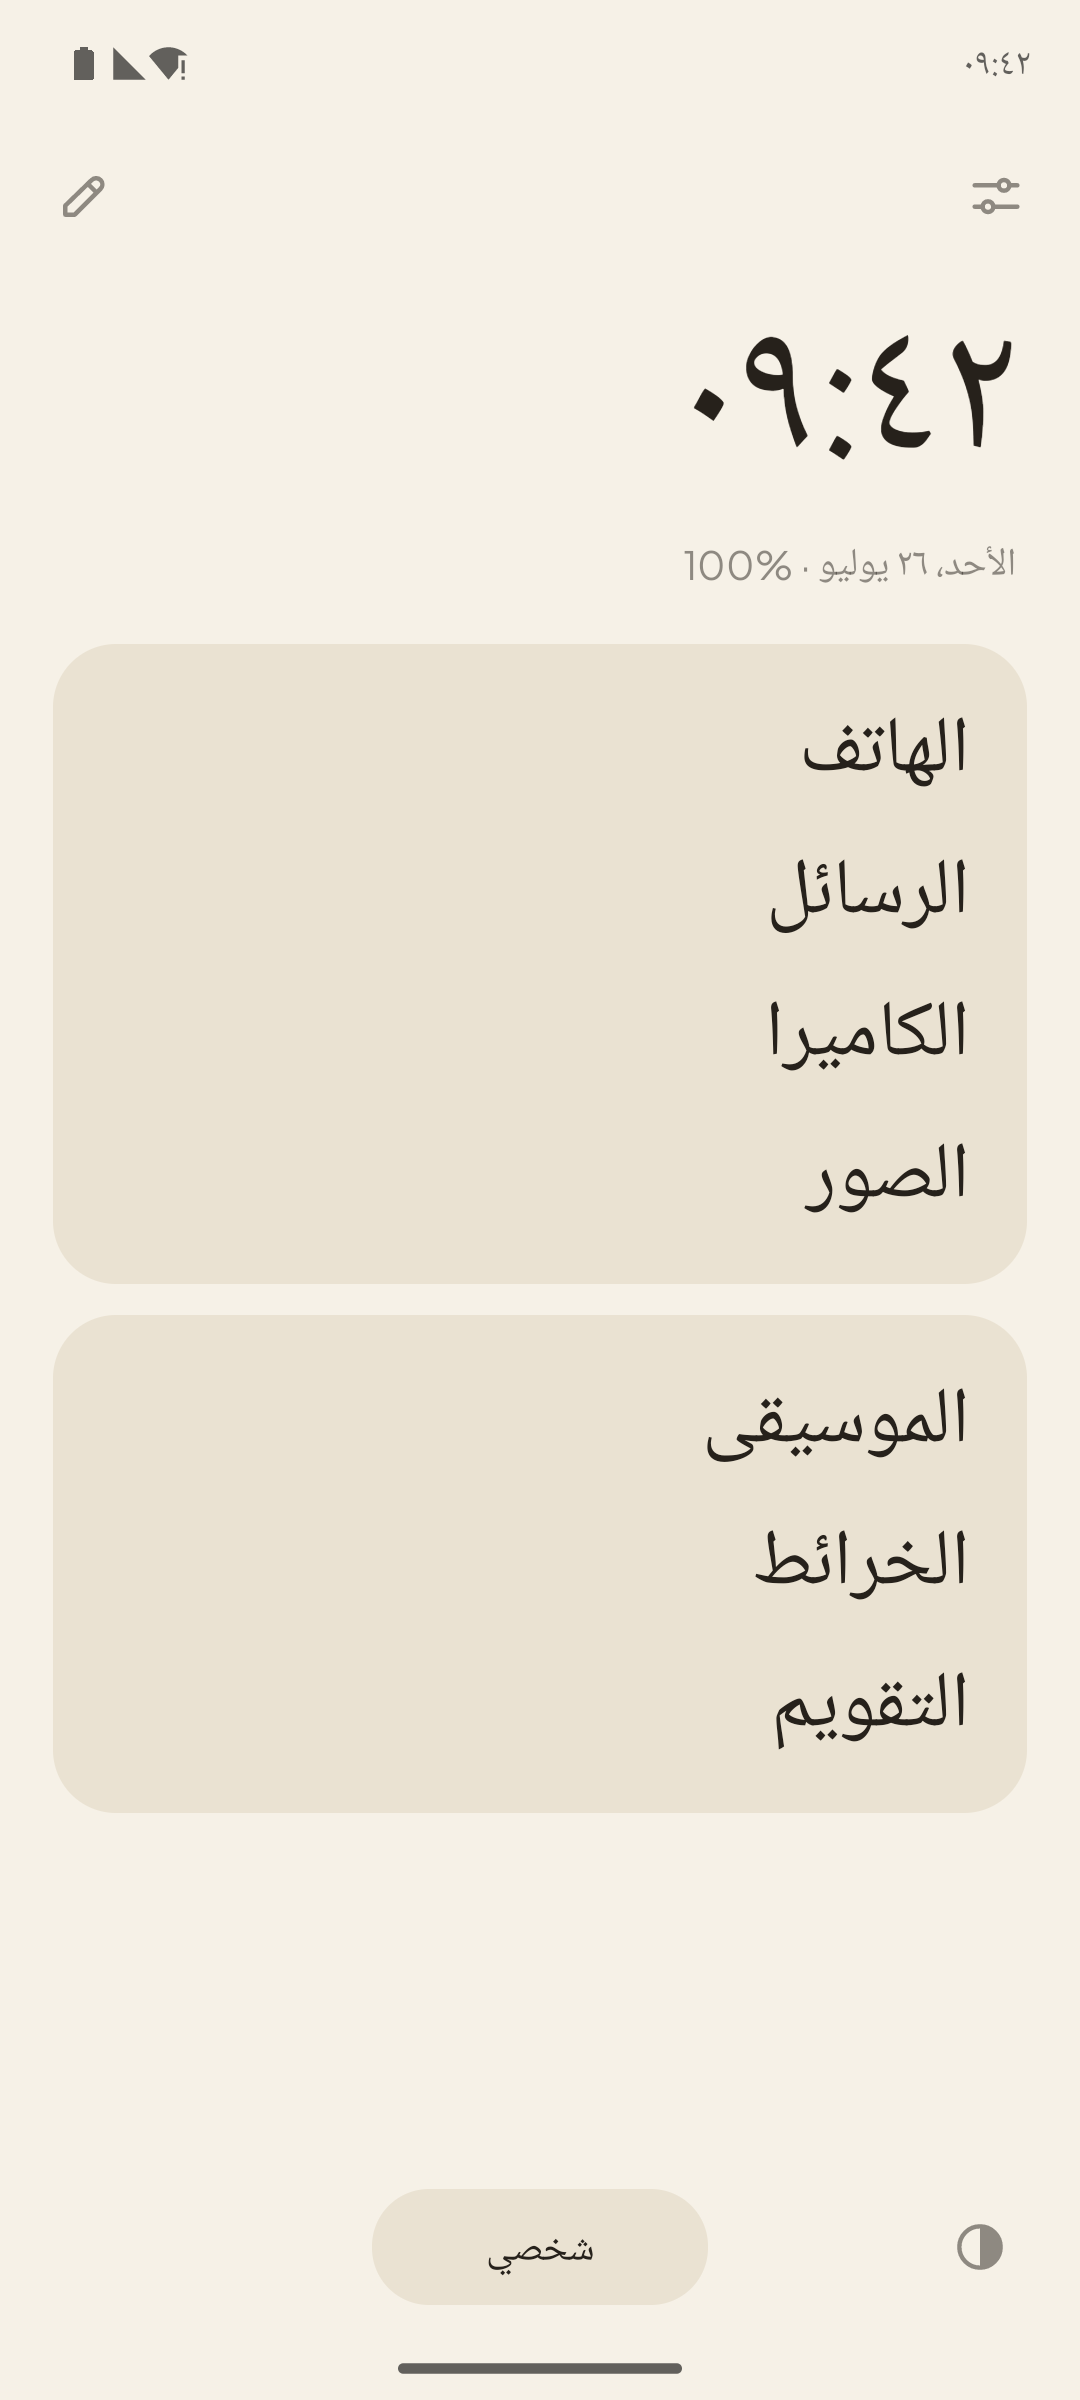 ٠٩:٤٢
٠٩:٤٢
الأحد، ٢٦ يوليو · 100%
الهاتف
الرسائل
الكاميرا
الصور
الموسيقى
الخرائط
التقويم
شخصي